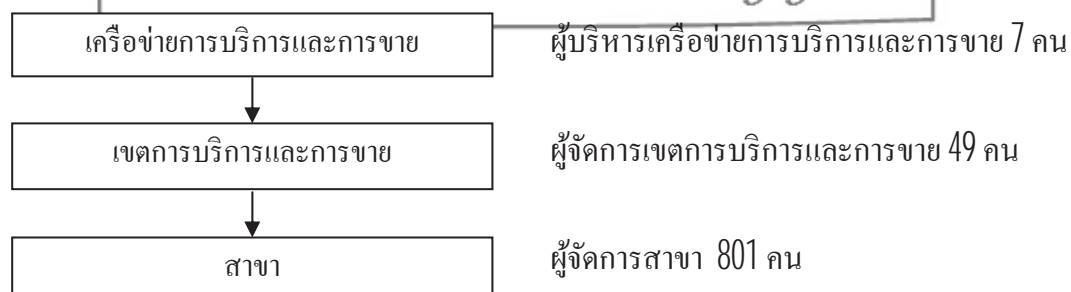 เครือข่ายการบริการและการขาย ผู้บริหารเครือข่ายการบริการและการขาย 7 คน
เขตการบริการและการขาย ผู้จัดการเขตการบริการและการขาย 49 คน
สาขา ผู้จัดการสาขา 801 คน